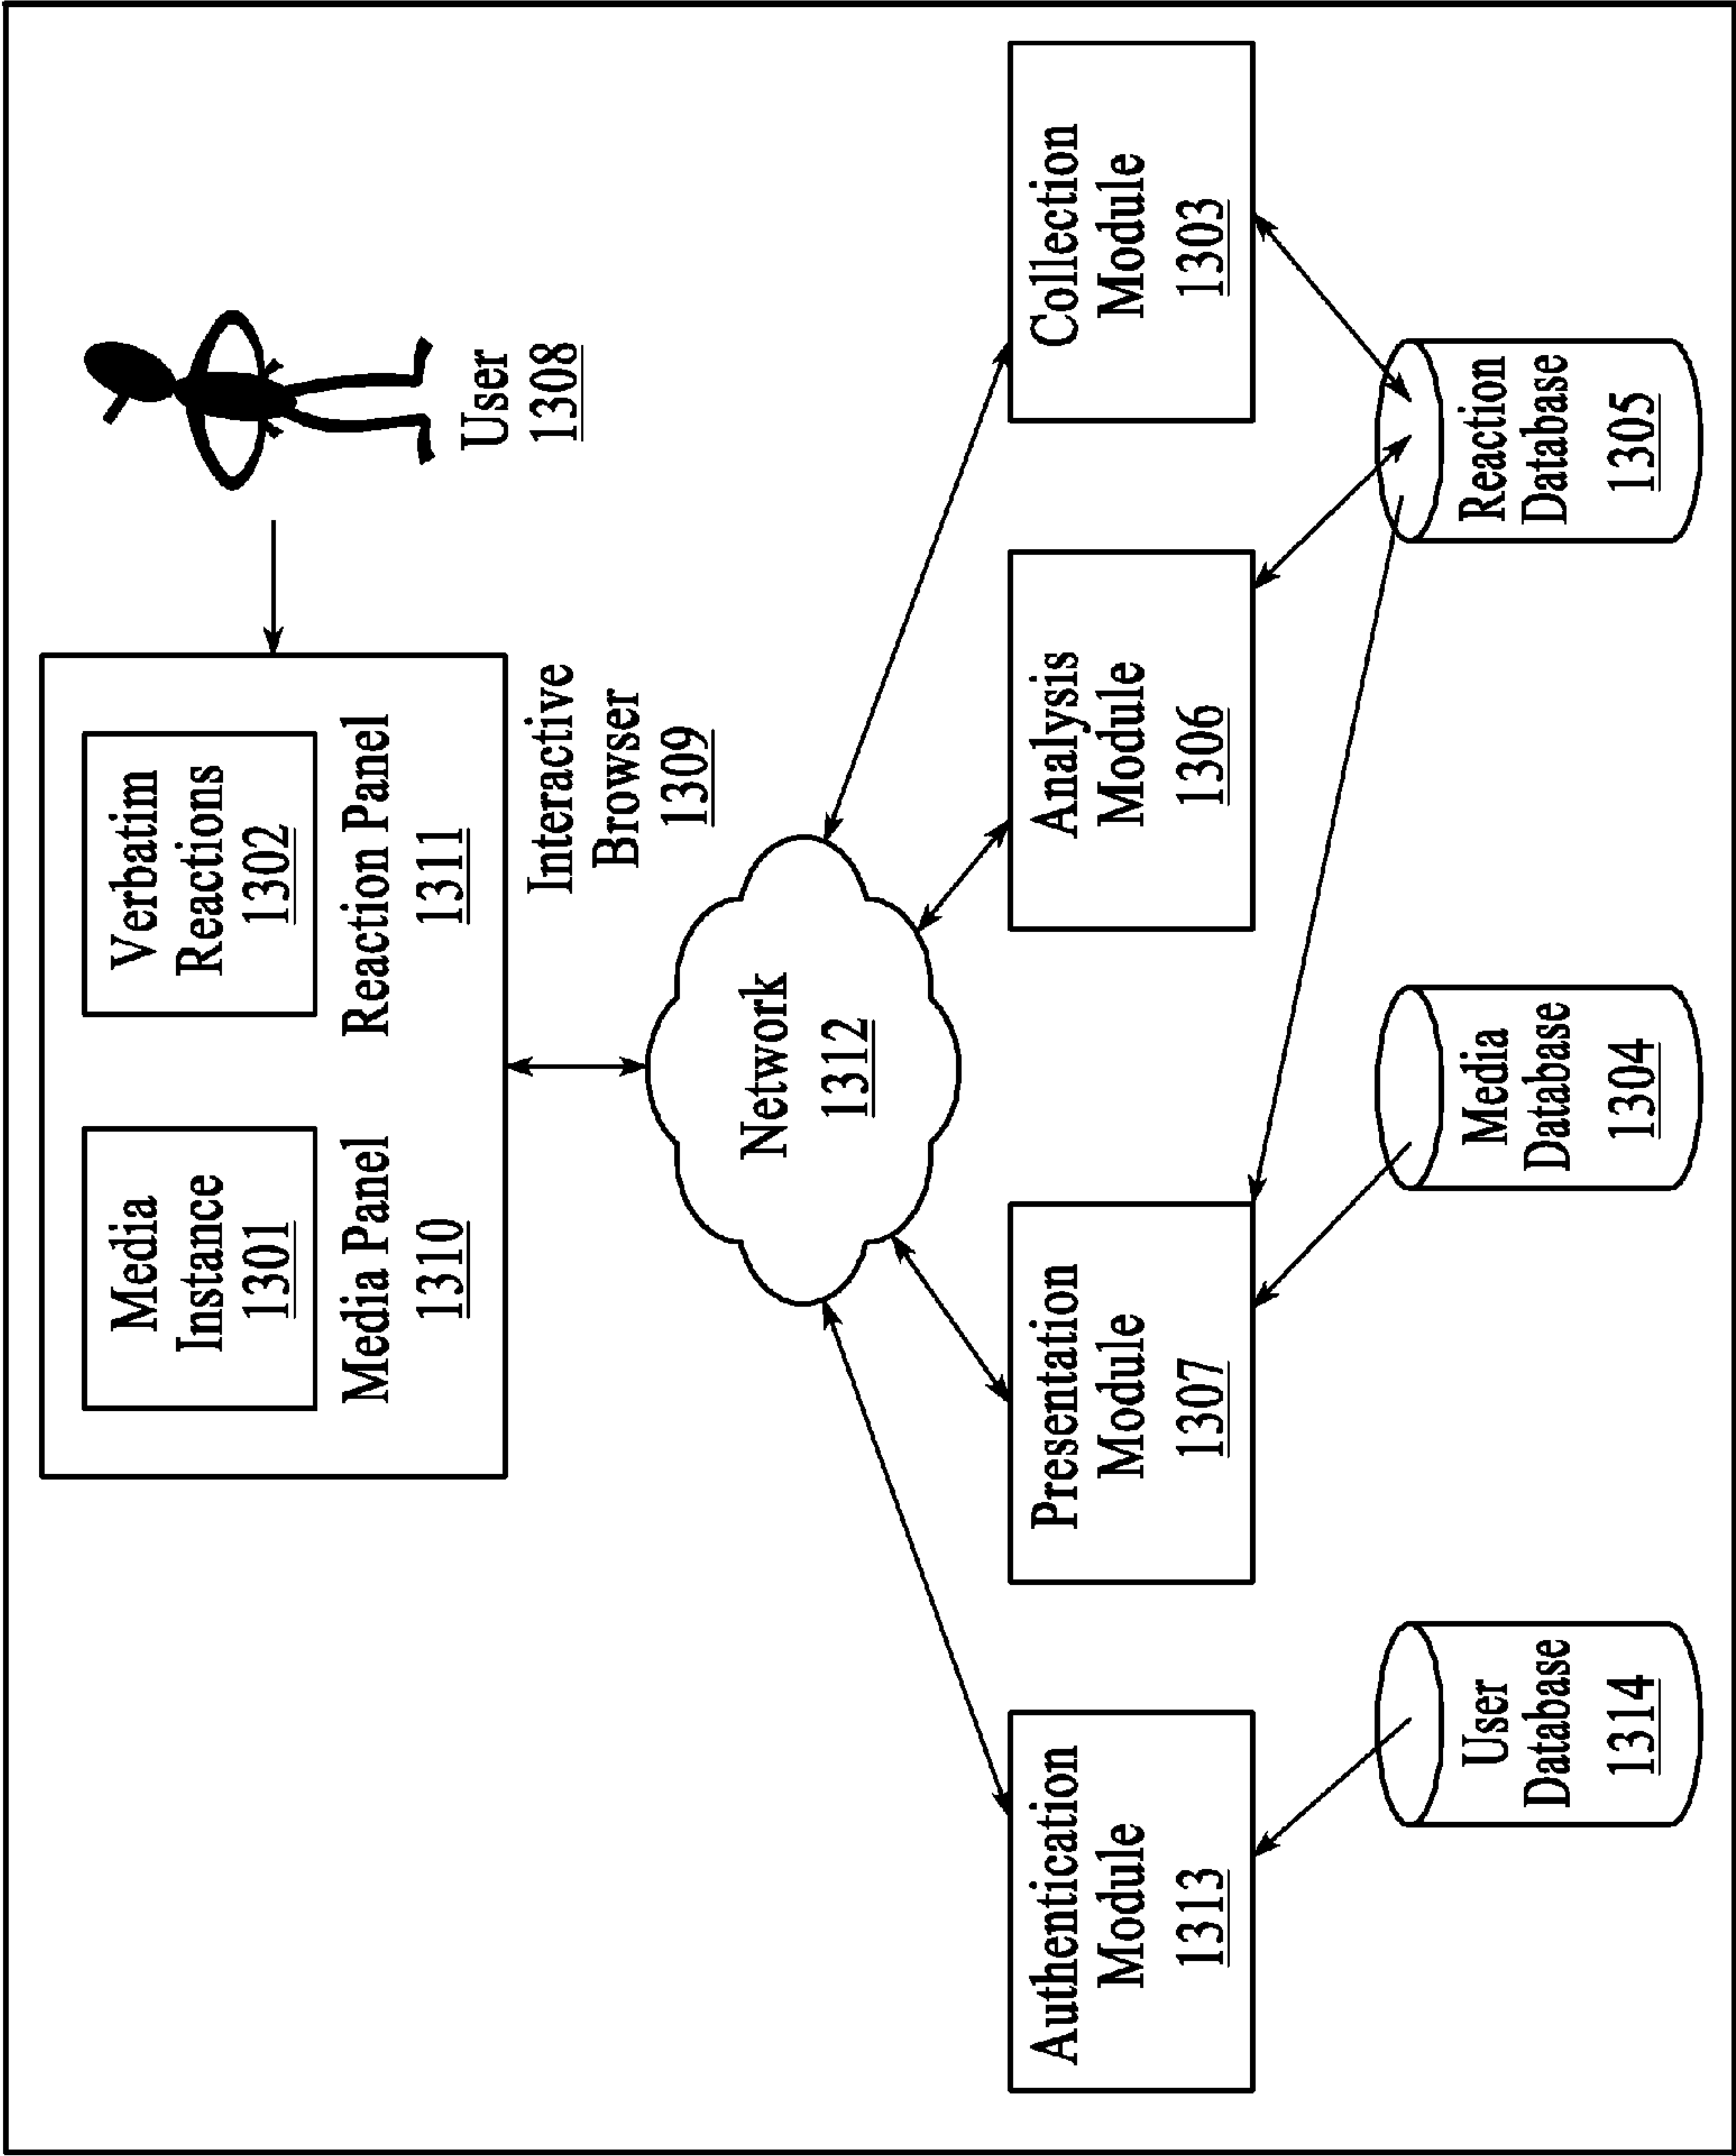 Media
Instance
1301
Media Panel
1310
Verbatim
Reactions
1302
Reaction Panel
1311
User
1308
Interactive
Browser
1309
Network
1312
Authentication
Module
1313
Presentation
Module
1307
Analysis
Module
1306
Collection
Module
1303
User
Database
1314
Media
Database
1304
Reaction
Database
1305